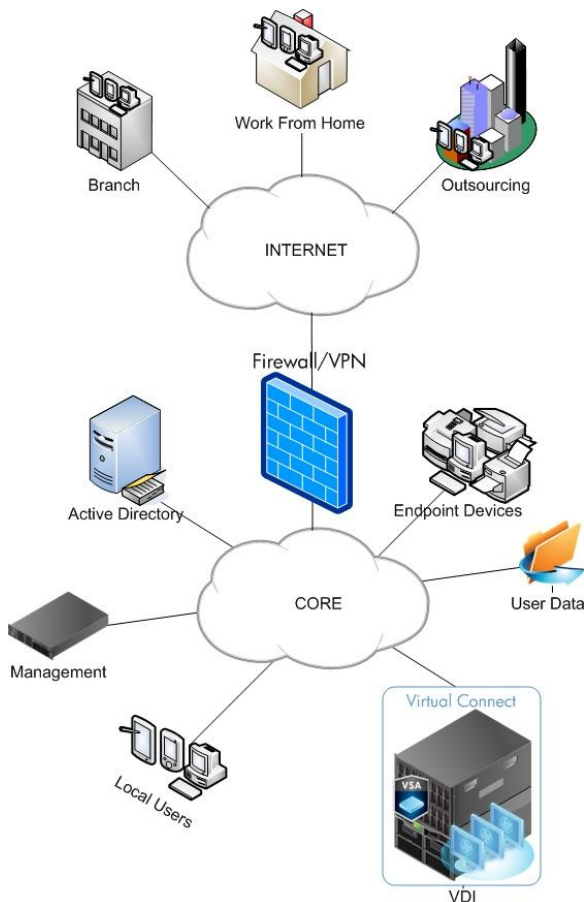 Work From Home
Branch
Outsourcing
INTERNET
Firewall/VPN
Active Directory
Endpoint Devices
CORE
User Data
Management
Virtual Connect
Local Users
VSA
VDI